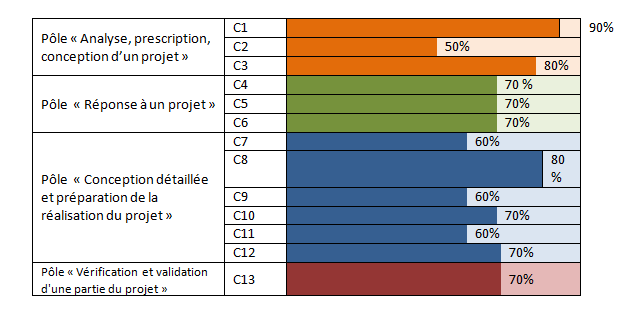 Pôle « Analyse, prescription,
conception d'un projet »
C1
90%
C2
50%
C3
80%
Pôle « Réponse à un projet »
C4
70 %
C5
70%
C6
70%
Pôle « Conception détaillée
et préparation de la
réalisation du projet »
C7
60%
C8
80
%
C9
60%
C10
70%
C11
60%
C12
70%
Pôle « Vérification et validation
d'une partie du projet »
C13
70%